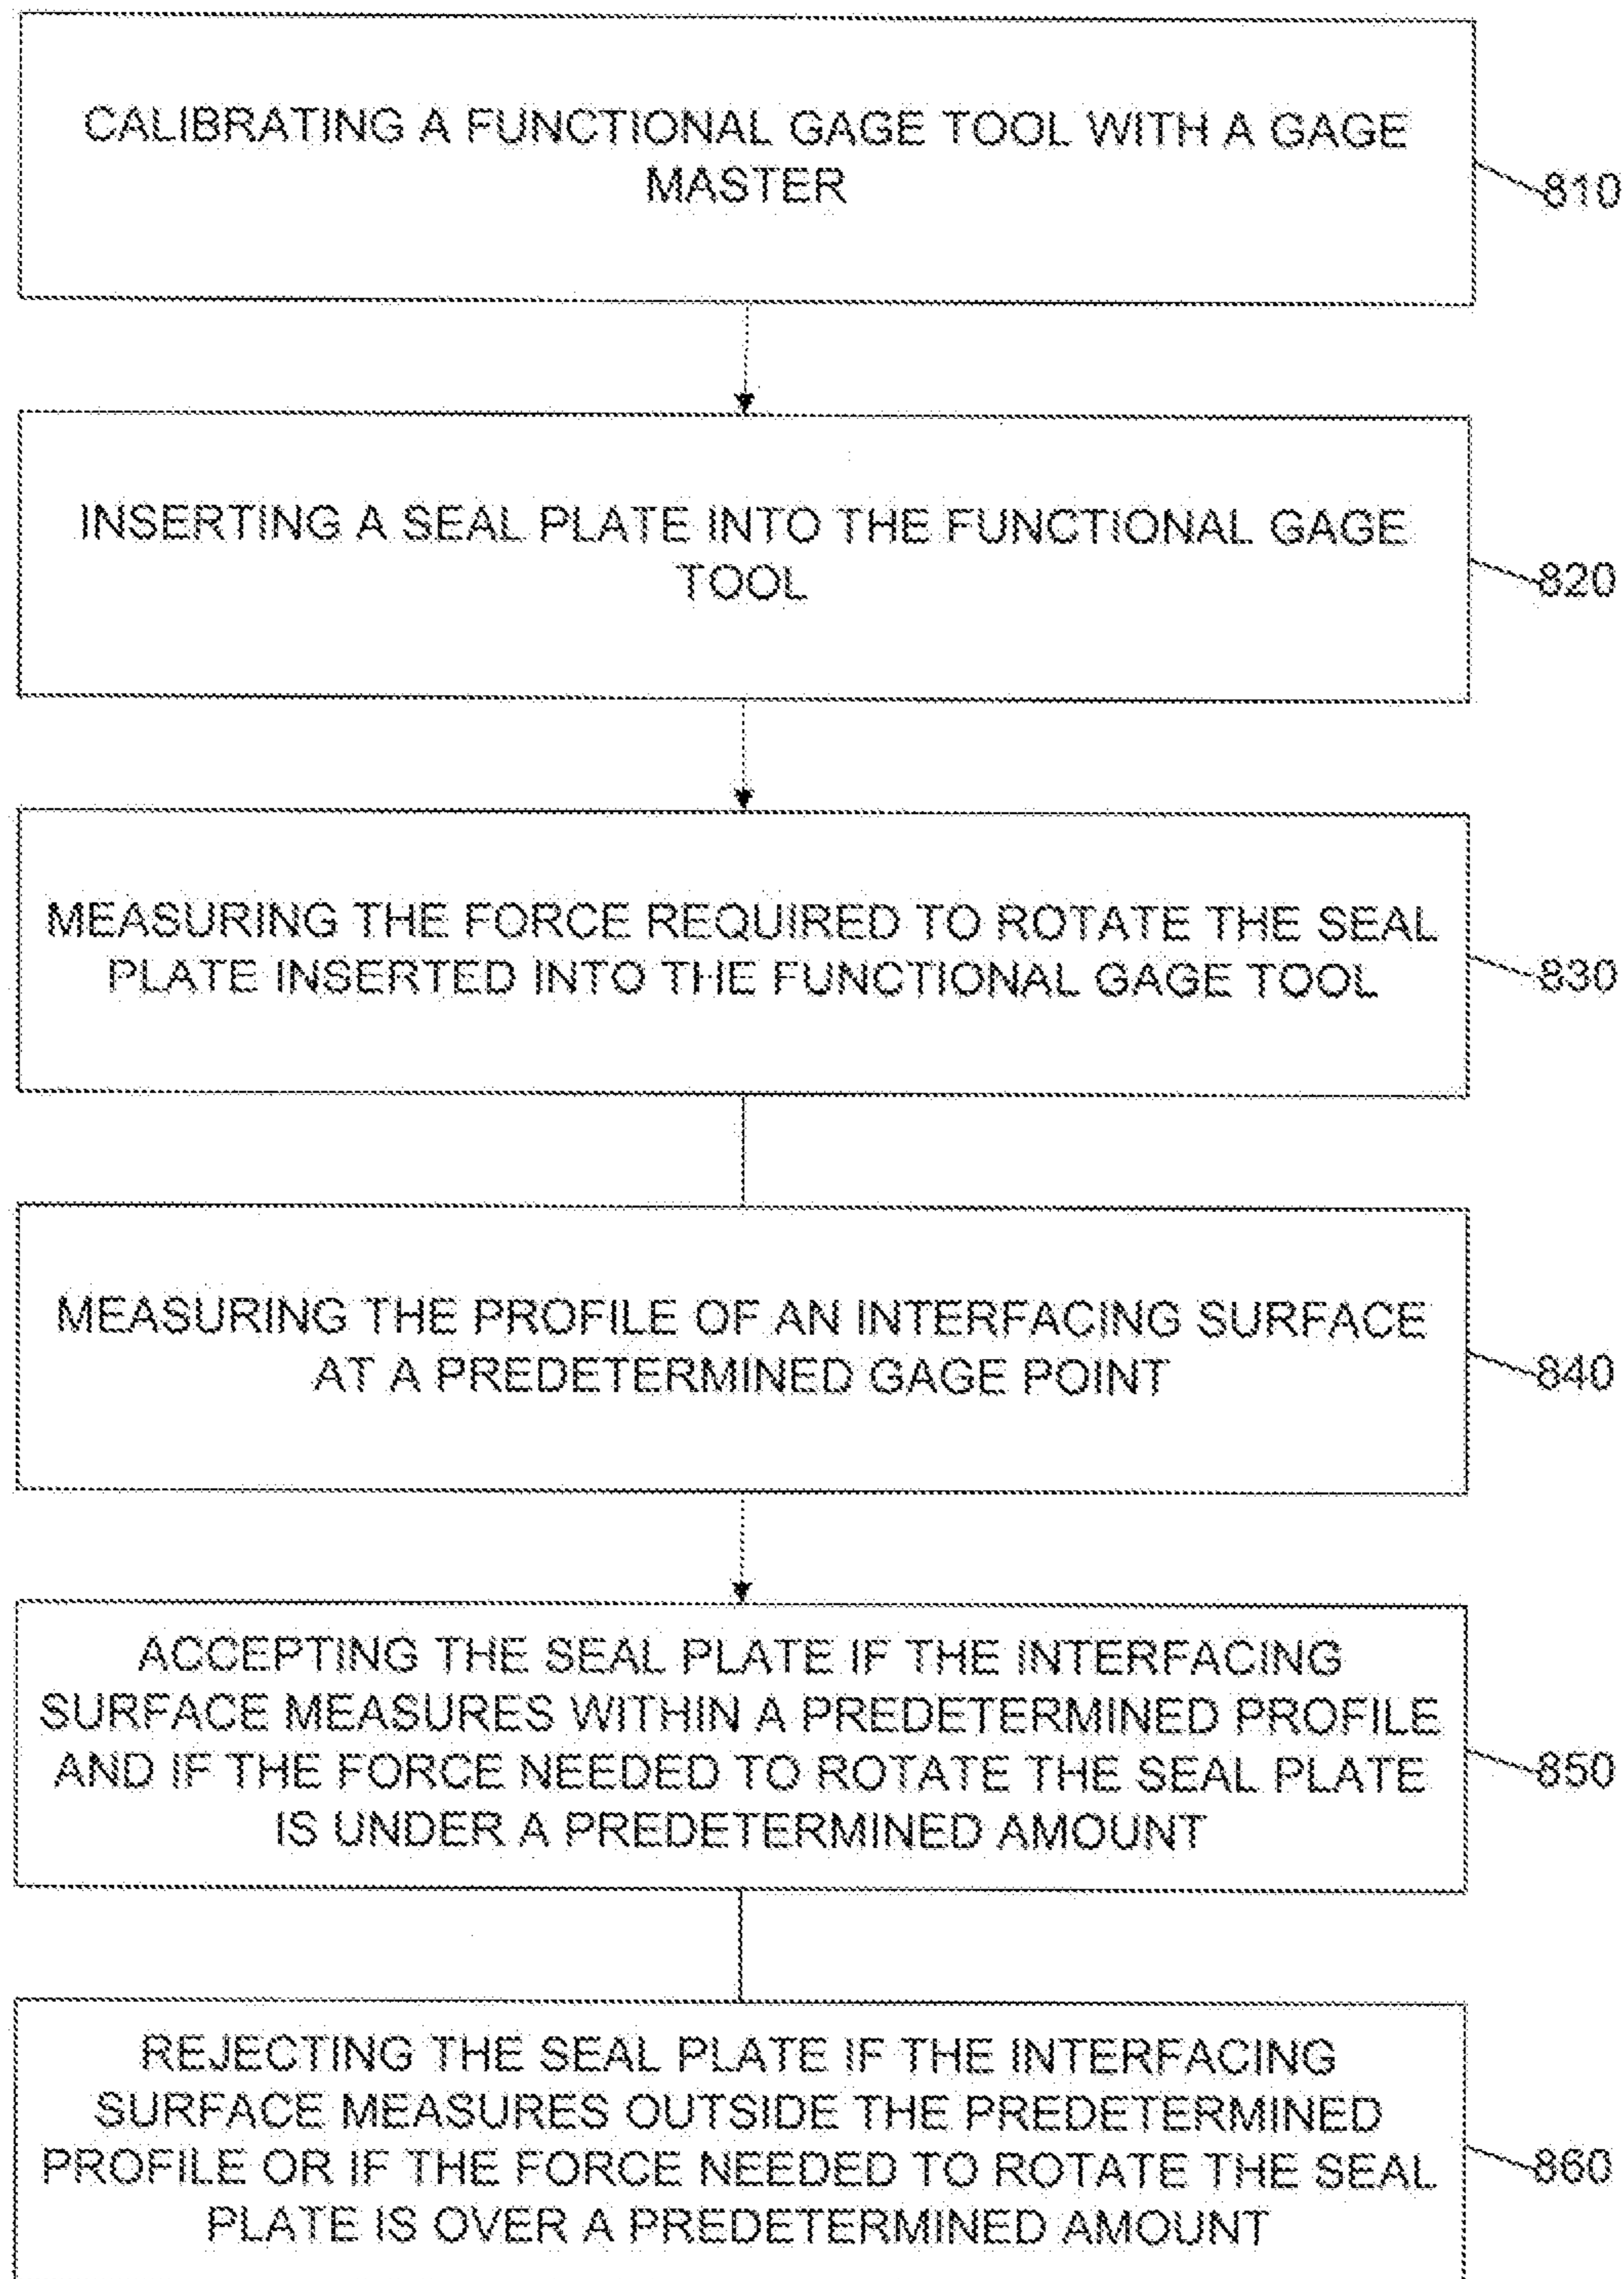 CALIBRATING A FUNCTIONAL GAGE TOOL WITH A GAGE
MASTER
810
INSERTING A SEAL PLATE INTO THE FUNCTIONAL GAGE
TOOL
820
MEASURING THE FORCE REQUIRED TO ROTATE THE SEAL
PLATE INSERTED INTO THE FUNCTIONAL GAGE TOOL
830
MEASURING THE PROFILE OF AN INTERFACING SURFACE
AT A PREDETERMINED GAGE POINT
840
ACCEPTING THE SEAL PLATE IF THE INTERFACING
SURFACE MEASURES WITHIN A PREDETERMINED PROFILE
AND IF THE FORCE NEEDED TO ROTATE THE SEAL PLATE
IS UNDER A PREDETERMINED AMOUNT
850
REJECTING THE SEAL PLATE IF THE INTERFACING
SURFACE MEASURES OUTSIDE THE PREDETERMINED
PROFILE OR IF THE FORCE NEEDED TO ROTATE THE SEAL
PLATE IS OVER A PREDETERMINED AMOUNT
860